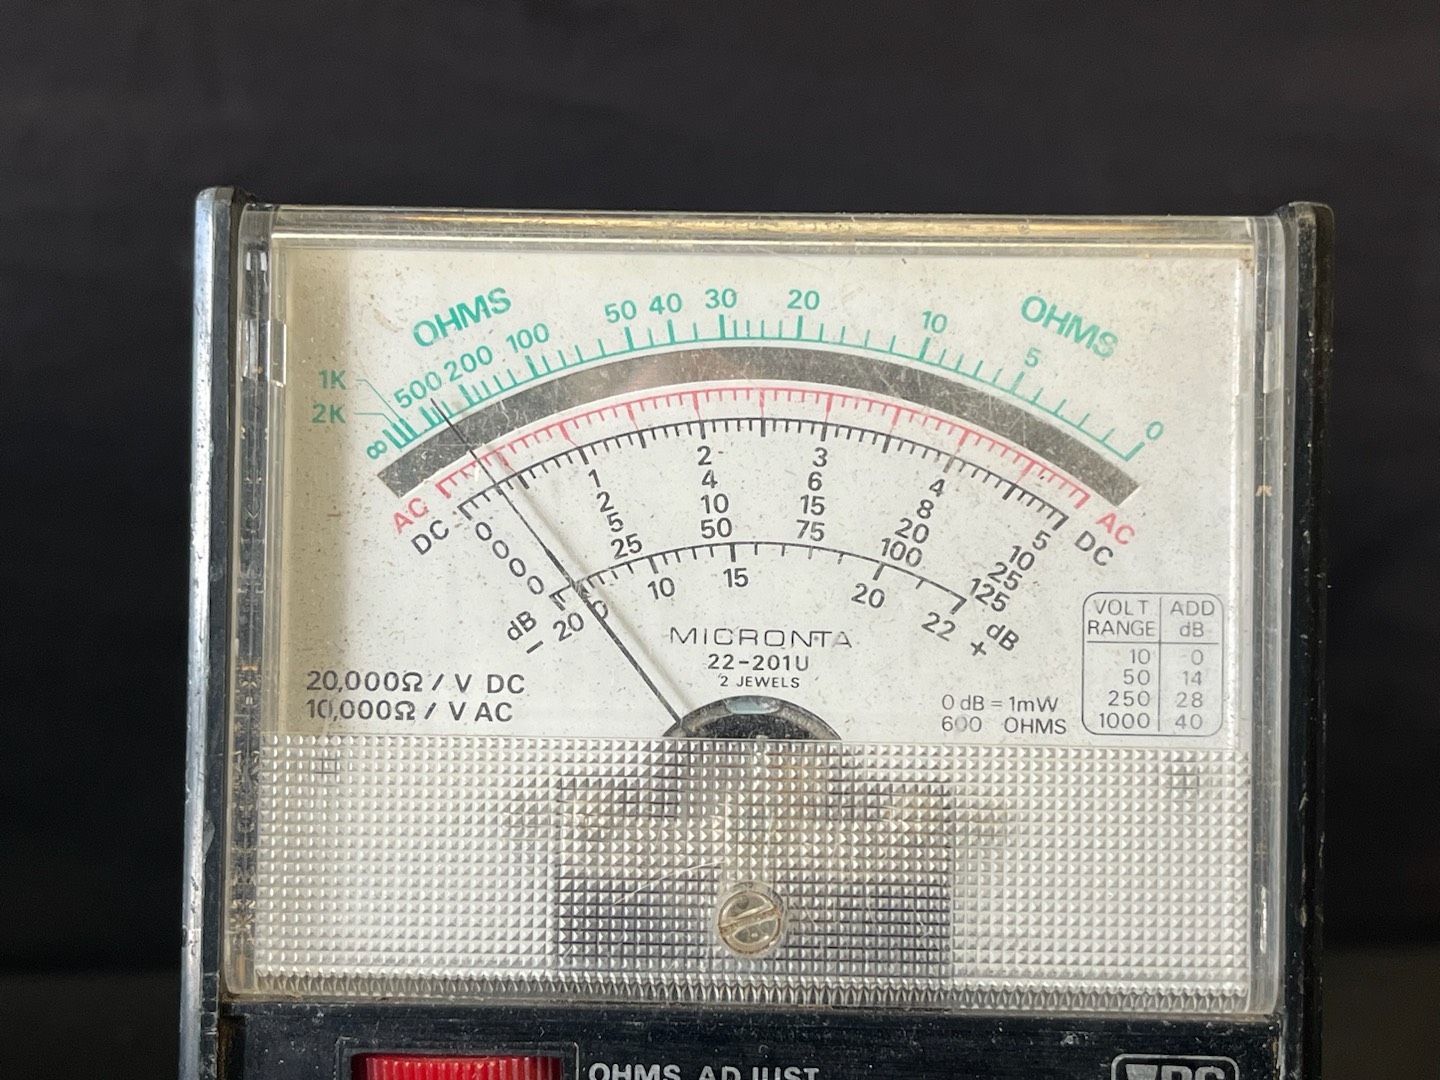 OHMS OHMS
1K 500 200 100 50 40 30 20 10 5 0
2K
∞
AC AC
DC DC
0 1 2 3 4 5
0 2 4 6 8 10
0 5 10 15 20 25
0 25 50 75 100 125
dB − 20 0 10 15 20 22 + dB
MICRONTA
22-201U
2 JEWELS
20,000Ω / V DC
10,000Ω / V AC
0 dB = 1mW
600 OHMS
VOLT RANGE ADD dB
10 0
50 14
250 28
1000 40
OHMS ADJUST